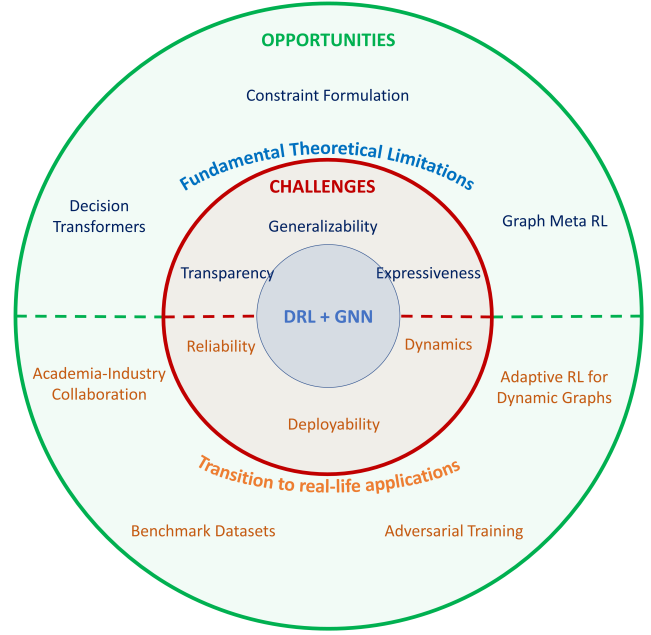 OPPORTUNITIES
Constraint Formulation
Fundamental Theoretical Limitations
CHALLENGES
Decision
Transformers
Generalizability
Graph Meta RL
Transparency
Expressiveness
DRL + GNN
Reliability
Dynamics
Academia-Industry
Collaboration
Adaptive RL for
Dynamic Graphs
Deployability
Transition to real-life applications
Benchmark Datasets
Adversarial Training